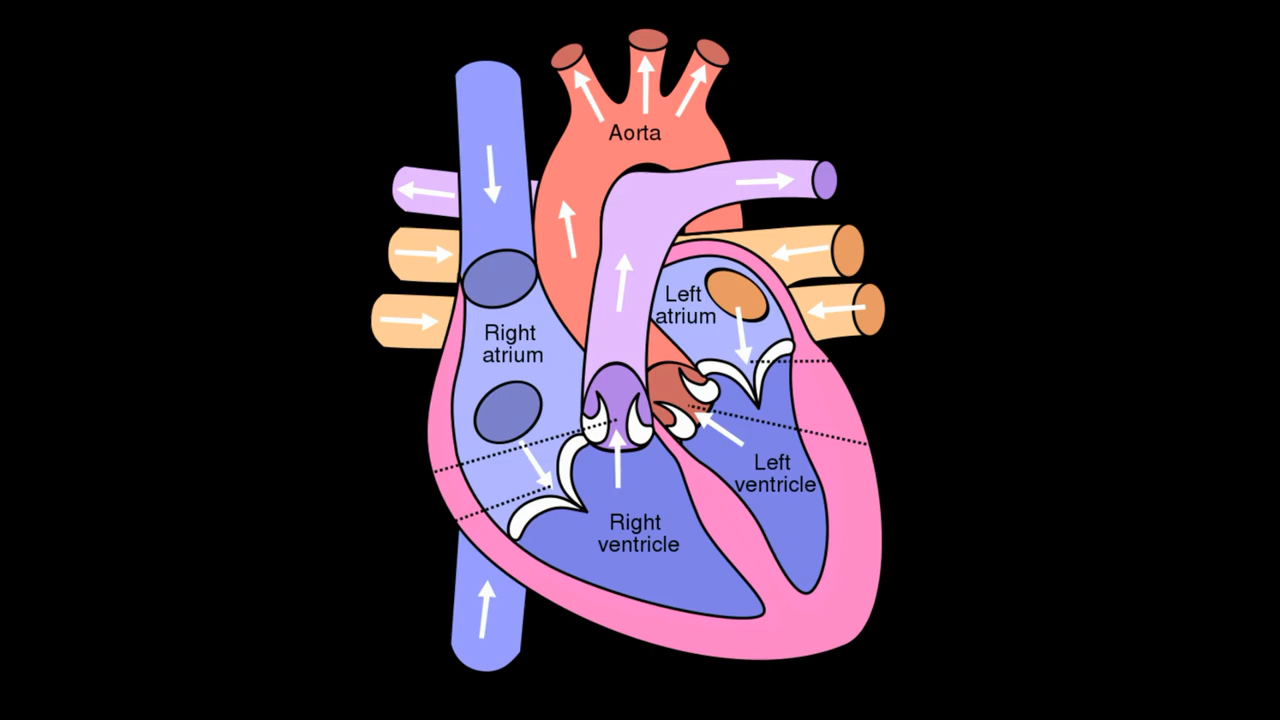 Aorta
Left
atrium
Right
atrium
Left
ventricle
Right
ventricle